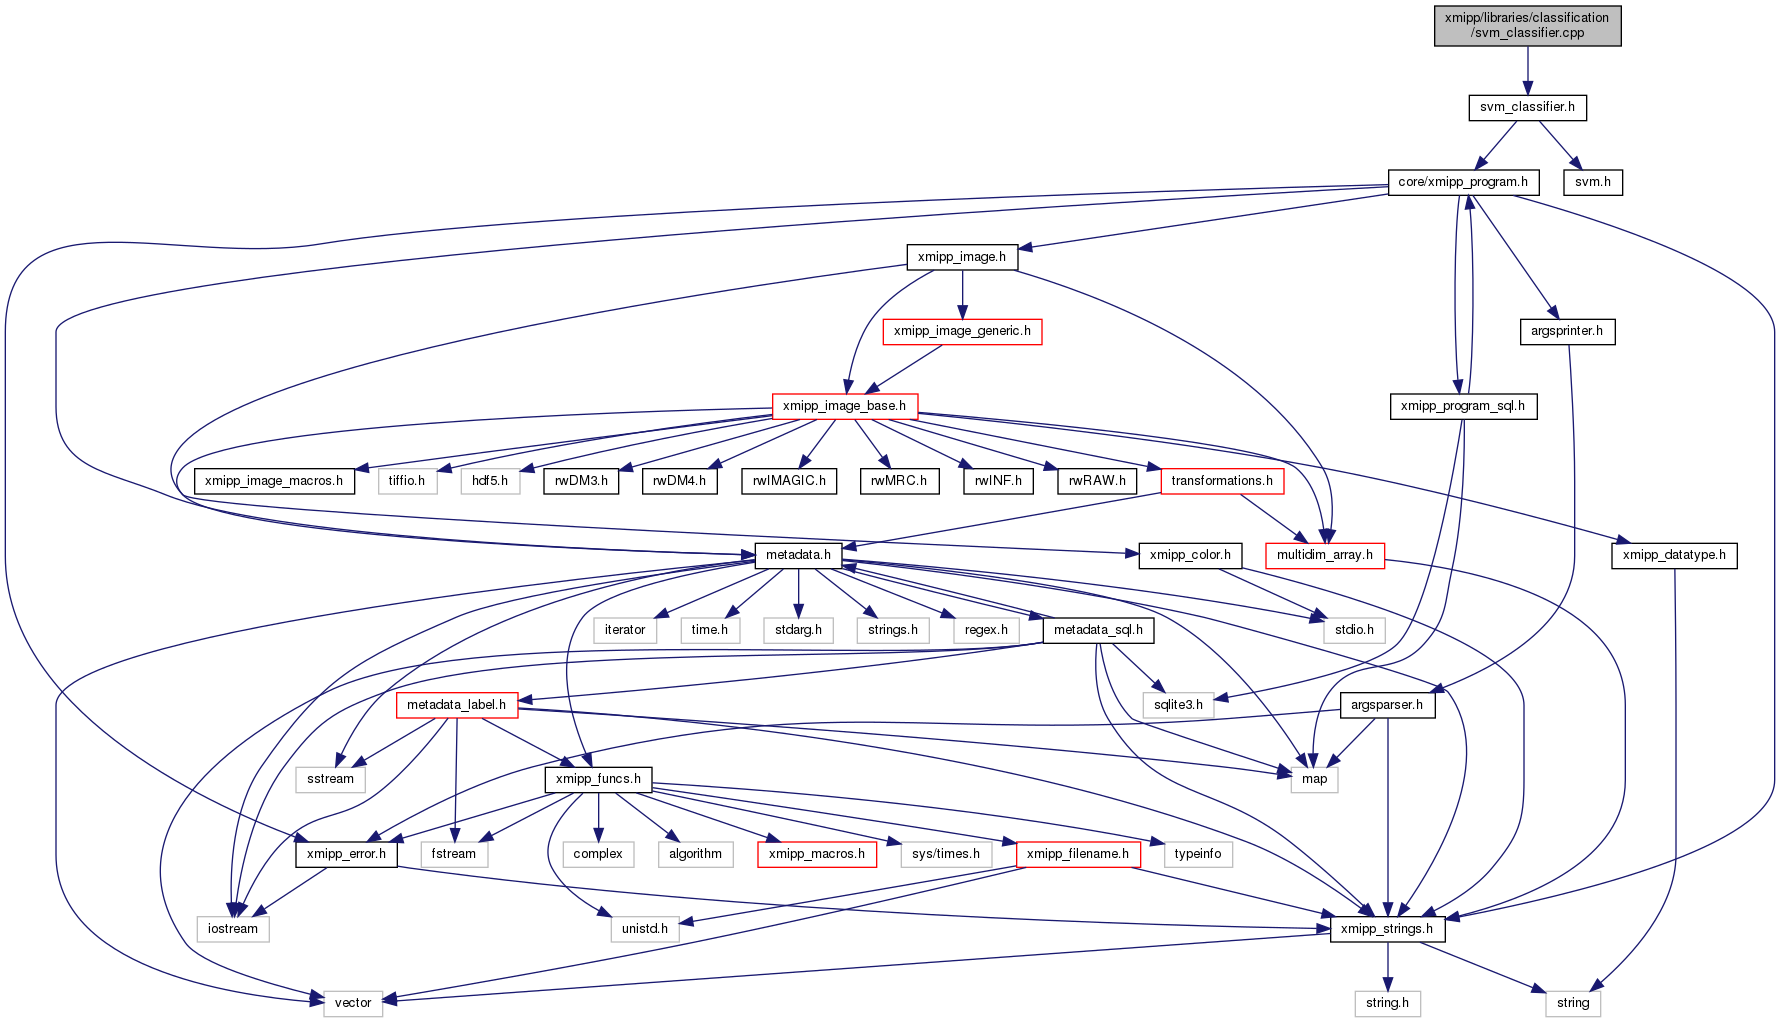 xmipp/libraries/classification
/svm_classifier.cpp
svm_classifier.h
core/xmipp_program.h
svm.h
xmipp_image.h
xmipp_image_generic.h
argsprinter.h
xmipp_image_base.h
xmipp_program_sql.h
xmipp_image_macros.h
tiffio.h
hdf5.h
rwDM3.h
rwDM4.h
rwIMAGIC.h
rwMRC.h
rwINF.h
rwRAW.h
transformations.h
metadata.h
xmipp_color.h
multidim_array.h
xmipp_datatype.h
iterator
time.h
stdarg.h
strings.h
regex.h
metadata_sql.h
stdio.h
metadata_label.h
sqlite3.h
argsparser.h
sstream
xmipp_funcs.h
map
xmipp_error.h
fstream
complex
algorithm
xmipp_macros.h
sys/times.h
xmipp_filename.h
typeinfo
iostream
unistd.h
xmipp_strings.h
vector
string.h
string